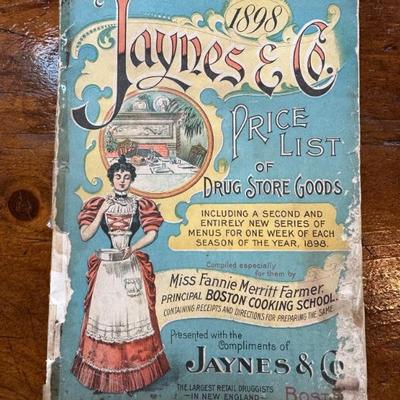 1898
Jaynes & Co.
PRICE
LIST
OF
DRUG STORE GOODS
INCLUDING A SECOND AND
ENTIRELY NEW SERIES OF
MENUS FOR ONE WEEK OF EACH
SEASON OF THE YEAR, 1898.
Compiled especially
for them by
Miss Fannie Merritt Farmer,
PRINCIPAL BOSTON COOKING SCHOOL.
CONTAINING RECEIPTS AND DIRECTIONS FOR PREPARING THE SAME.
Presented with the
Compliments of
JAYNES & Co.
THE LARGEST RETAIL DRUGGISTS
IN NEW ENGLAND